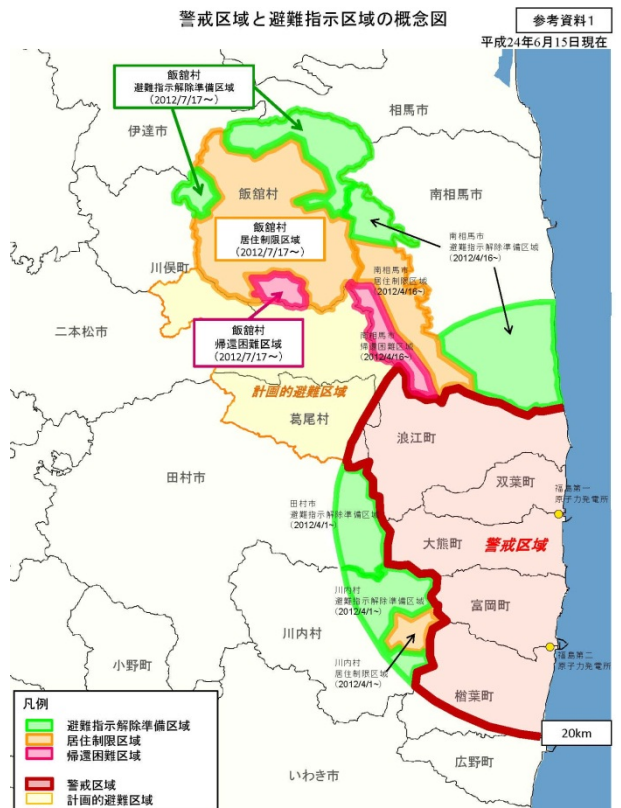 警戒区域と避難指示区域の概念図
参考資料1
平成24年6月15日現在
飯舘村
避難指示解除準備区域
（2012/7/17～）
相馬市
伊達市
飯舘村
南相馬市
飯舘村
居住制限区域
（2012/7/17～）
南相馬市
避難指示解除準備区域
（2012/4/16~）
川俣町
南相馬市
居住制限区域
（2012/4/16~）
二本松市
飯舘村
帰還困難区域
（2012/7/17～）
南相馬市
帰還困難区域
（2012/4/16~）
計画的避難区域
葛尾村
浪江町
田村市
双葉町
福島第一
原子力発電所
田村市
避難指示解除準備区域
（2012/4/1~）
大熊町
警戒区域
川内村
避難指示解除準備区域
（2012/4/1~）
富岡町
川内村
小野町
川内村
居住制限区域
（2012/4/1~）
福島第二
原子力発電所
楢葉町
凡例
避難指示解除準備区域
居住制限区域
帰還困難区域
警戒区域
計画的避難区域
20km
広野町
いわき市